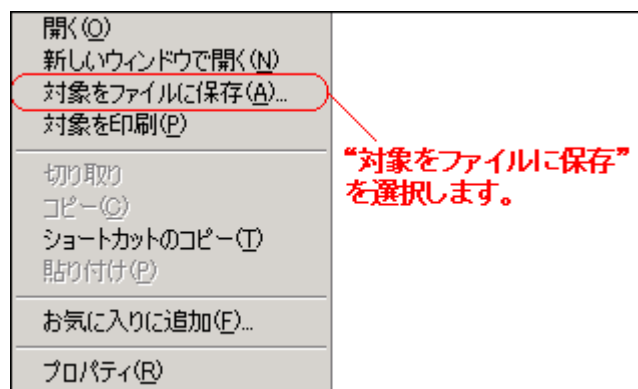 開く(O)
新しいウィンドウで開く(N)
対象をファイルに保存(A)...
対象を印刷(P)
切り取り
コピー(C)
ショートカットのコピー(T)
貼り付け(P)
お気に入りに追加(F)...
プロパティ(R)
“対象をファイルに保存”
を選択します。